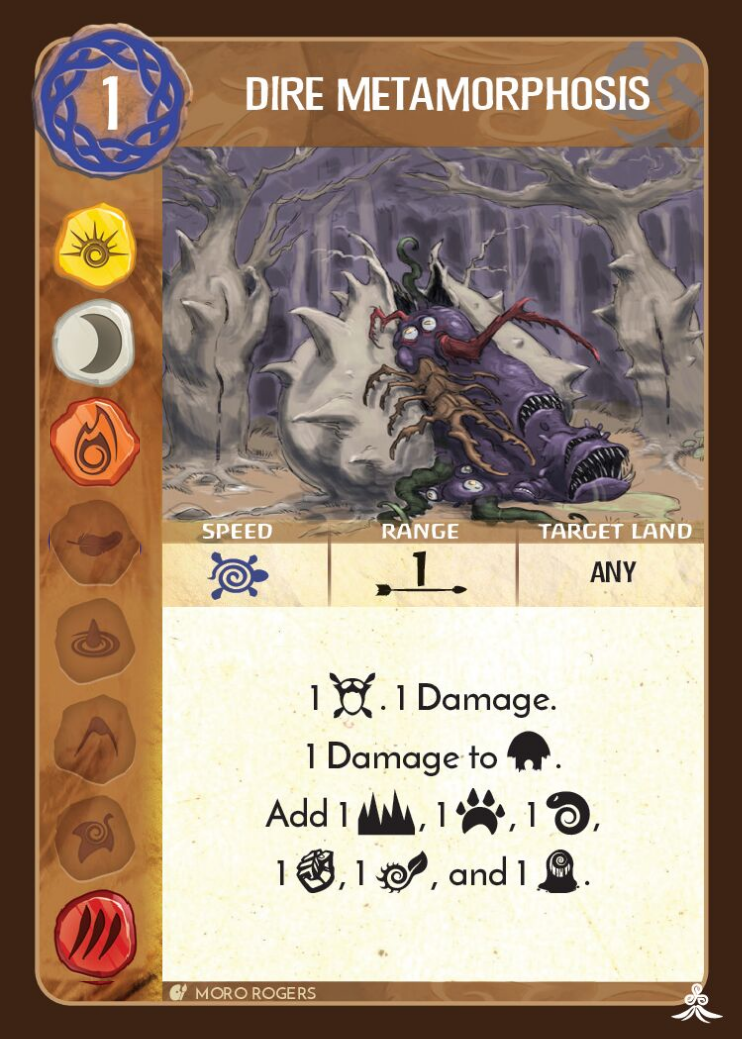 1
DIRE METAMORPHOSIS
SPEED RANGE TARGET LAND
1
ANY
1 . 1 Damage.
1 Damage to .
Add 1 , 1 , 1 ,
1 , 1 , and 1 .
MORO ROGERS